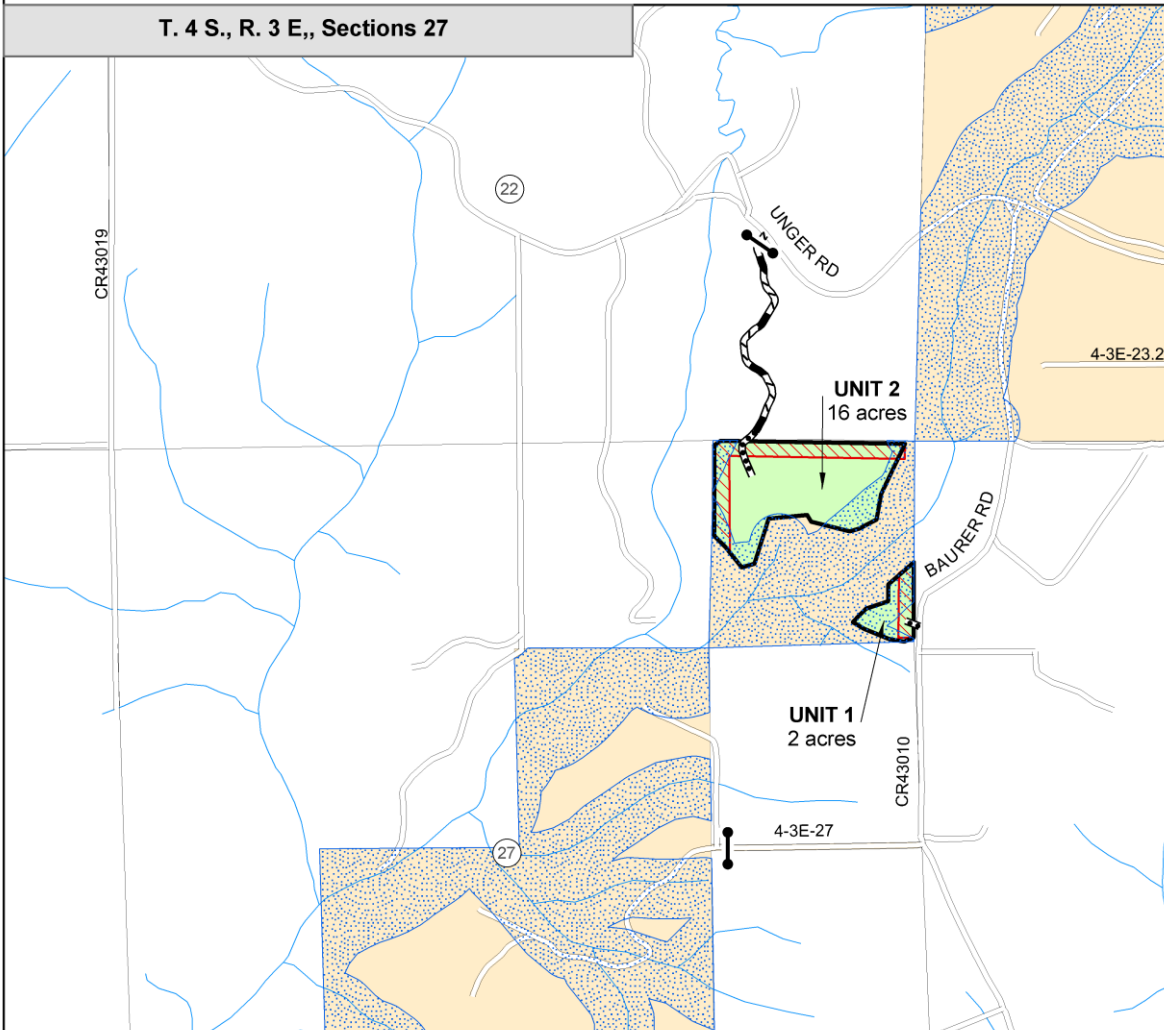 T. 4 S., R. 3 E,, Sections 27
22
UNGER RD
N
CR43019
4-3E-23.2
UNIT 2
16 acres
BAURER RD
UNIT 1
2 acres
CR43010
4-3E-27
27